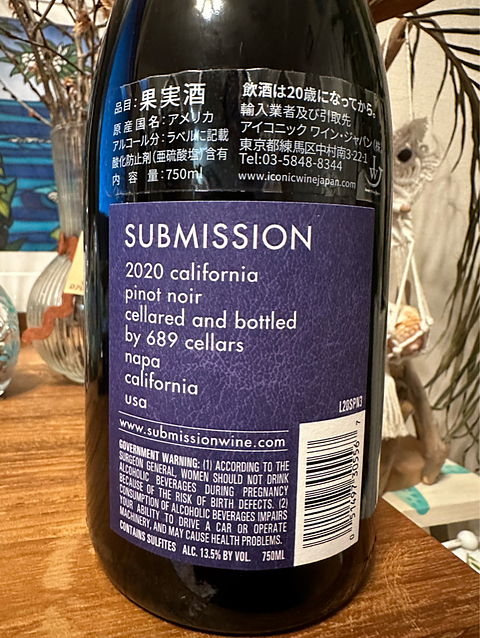 品目：果実酒
原産国名：アメリカ
アルコール分：ラベルに記載
酸化防止剤（亜硫酸塩）含有
内 容 量：750ml
飲酒は20歳になってから。
輸入業者及び引取先
アイコニック ワイン・ジャパン（株）
東京都練馬区中村南3-22-1
Tel:03-5848-8344
www.iconicwinejapan.com
SUBMISSION
2020 california
pinot noir
cellared and bottled
by 689 cellars
napa
california
usa
L20SPN3
www.submissionwine.com
GOVERNMENT WARNING: (1) ACCORDING TO THE
SURGEON GENERAL, WOMEN SHOULD NOT DRINK
ALCOHOLIC BEVERAGES DURING PREGNANCY
BECAUSE OF THE RISK OF BIRTH DEFECTS. (2)
CONSUMPTION OF ALCOHOLIC BEVERAGES IMPAIRS
YOUR ABILITY TO DRIVE A CAR OR OPERATE
MACHINERY, AND MAY CAUSE HEALTH PROBLEMS.
CONTAINS SULFITES ALC. 13.5% BY VOL. 750ML
0 51497 30556 7